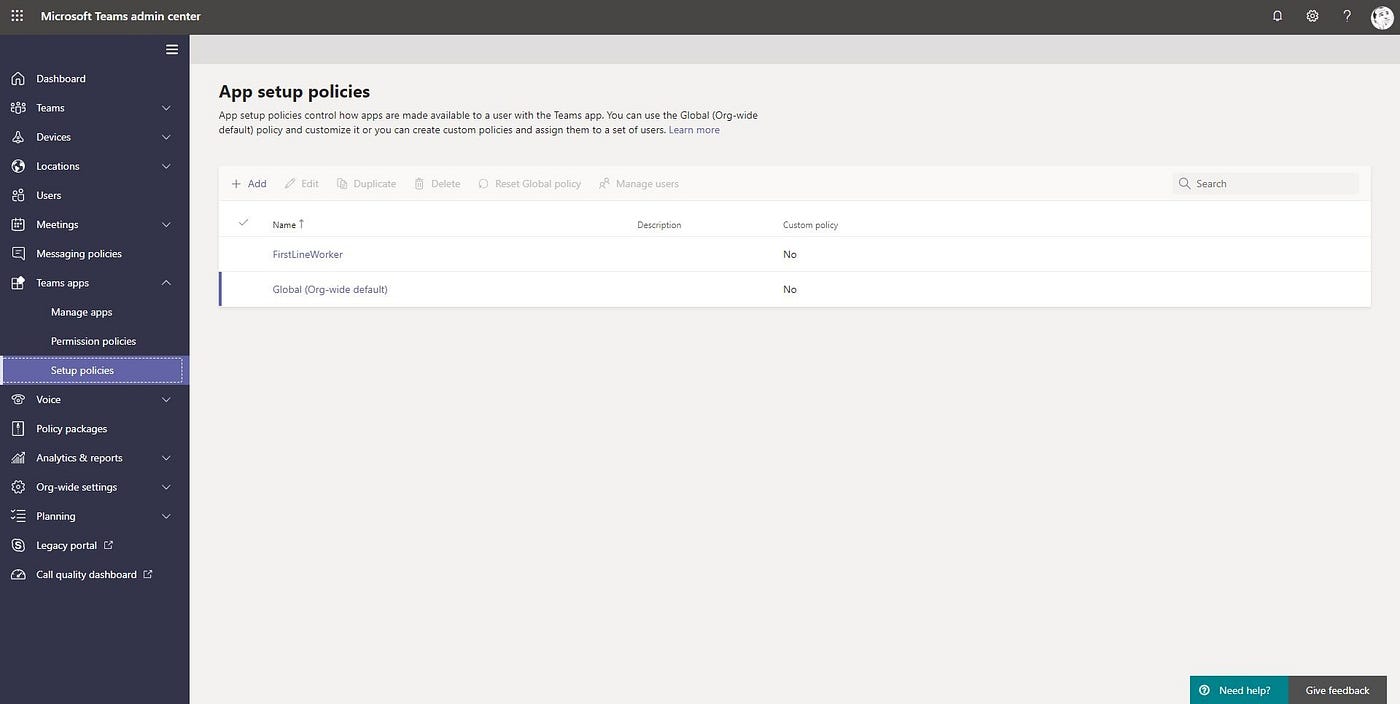 Microsoft Teams admin center
?
Dashboard
Teams
Devices
Locations
Users
Meetings
Messaging policies
Teams apps
Manage apps
Permission policies
Setup policies
Voice
Policy packages
Analytics & reports
Org-wide settings
Planning
Legacy portal
Call quality dashboard
App setup policies
App setup policies control how apps are made available to a user with the Teams app. You can use the Global (Org-wide
default) policy and customize it or you can create custom policies and assign them to a set of users. Learn more
+ Add Edit Duplicate Delete Reset Global policy Manage users Search
Name ↑ Description Custom policy
FirstLineWorker No
Global (Org-wide default) No
Need help? Give feedback